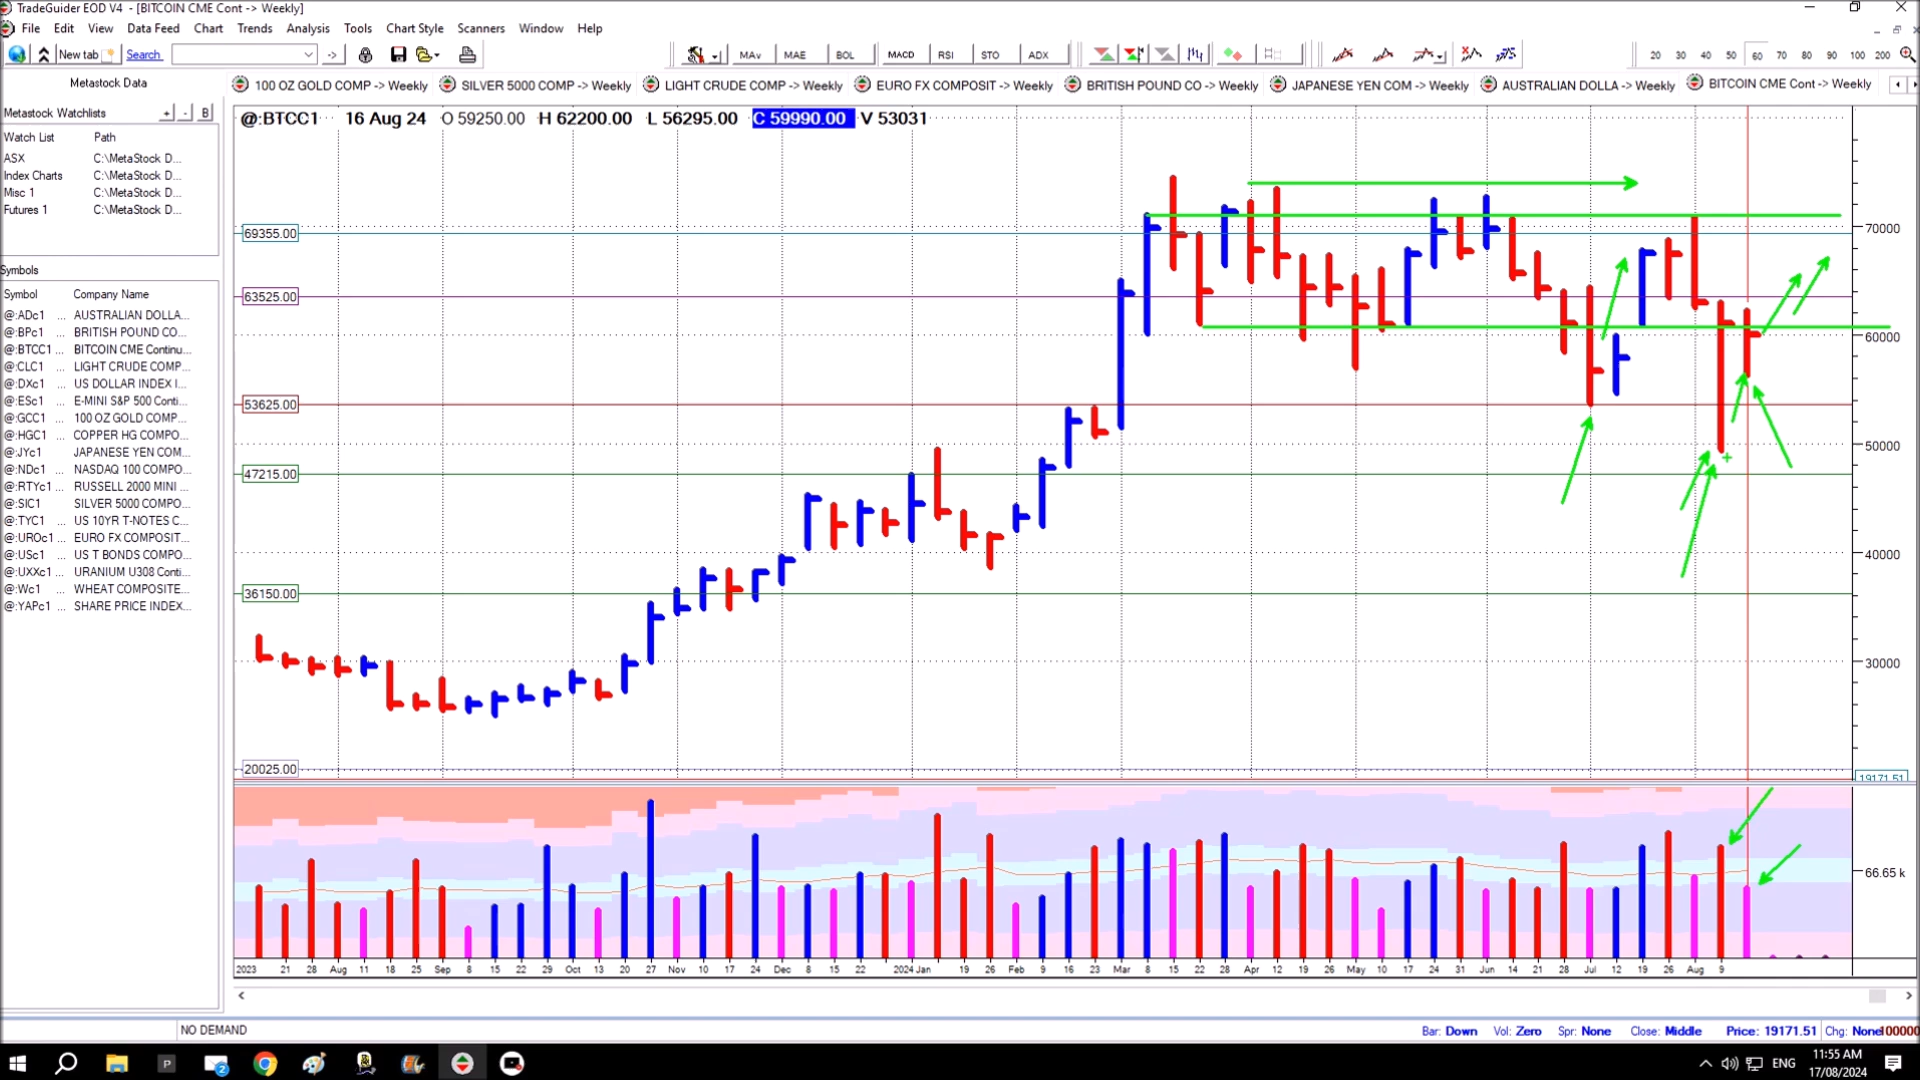 TradeGuider EOD V4 - [BITCOIN CME Cont -> Weekly]
File Edit View Data Feed Chart Trends Analysis Tools Chart Style Scanners Window Help
New tab Search -> MAv MAE BOL MACD RSI STO ADX 20 30 40 50 60 70 80 90 100 200
Metastock Data
100 OZ GOLD COMP -> Weekly SILVER 5000 COMP -> Weekly LIGHT CRUDE COMP -> Weekly EURO FX COMPOSIT -> Weekly BRITISH POUND CO -> Weekly JAPANESE YEN COM -> Weekly AUSTRALIAN DOLLA -> Weekly BITCOIN CME Cont -> Weekly
Metastock Watchlists + - B
Watch List Path
ASX C:\MetaStock D...
Index Charts C:\MetaStock D...
Misc 1 C:\MetaStock D...
Futures 1 C:\MetaStock D...
Symbols
Symbol Company Name
@:ADc1 ... AUSTRALIAN DOLLA...
@:BPc1 ... BRITISH POUND CO...
@:BTCC1 ... BITCOIN CME Continu...
@:CLC1 ... LIGHT CRUDE COMP...
@:DXc1 ... US DOLLAR INDEX I...
@:ESc1 ... E-MINI S&P 500 Conti...
@:GCC1 ... 100 OZ GOLD COMP...
@:HGC1 ... COPPER HG COMPO...
@:JYc1 ... JAPANESE YEN COM...
@:NDc1 ... NASDAQ 100 COMPO...
@:RTYc1 ... RUSSELL 2000 MINI ...
@:SIC1 ... SILVER 5000 COMPO...
@:TYC1 ... US 10YR T-NOTES C...
@:UROc1 ... EURO FX COMPOSIT...
@:USc1 ... US T BONDS COMPO...
@:UXXc1 ... URANIUM U308 Conti...
@:Wc1 ... WHEAT COMPOSITE...
@:YAPc1 ... SHARE PRICE INDEX...
@:BTCC1 16 Aug 24 O 59250.00 H 62200.00 L 56295.00 C 59990.00 V 53031
69355.00
63525.00
53625.00
47215.00
36150.00
20025.00
70000
60000
50000
40000
30000
19171.51
66.65 k
2023 21 28 Aug 11 18 25 Sep 8 15 22 29 Oct 13 20 27 Nov 10 17 24 Dec 8 15 22 2024 Jan 19 26 Feb 9 16 23 Mar 8 15 22 28 Apr 12 19 26 May 10 17 24 31 Jun 14 21 28 Jul 12 19 26 Aug 9
NO DEMAND
Bar: Down Vol: Zero Spr: None Close: Middle Price: 19171.51 Chg: None 100000
P
2
ENG
11:55 AM
17/08/2024